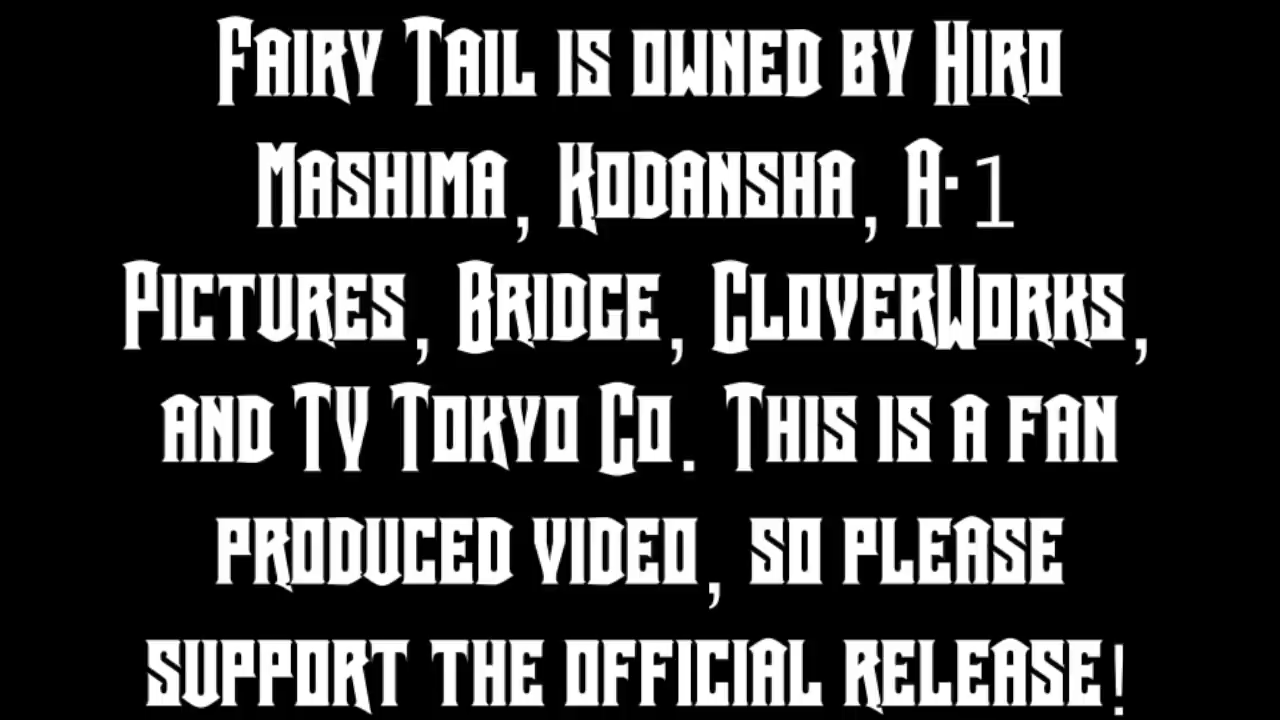 Fairy Tail is owned by Hiro
Mashima, Kodansha, A-1
Pictures, Bridge, CloverWorks,
and TV Tokyo Co. This is a fan
produced video, so please
support the official release!